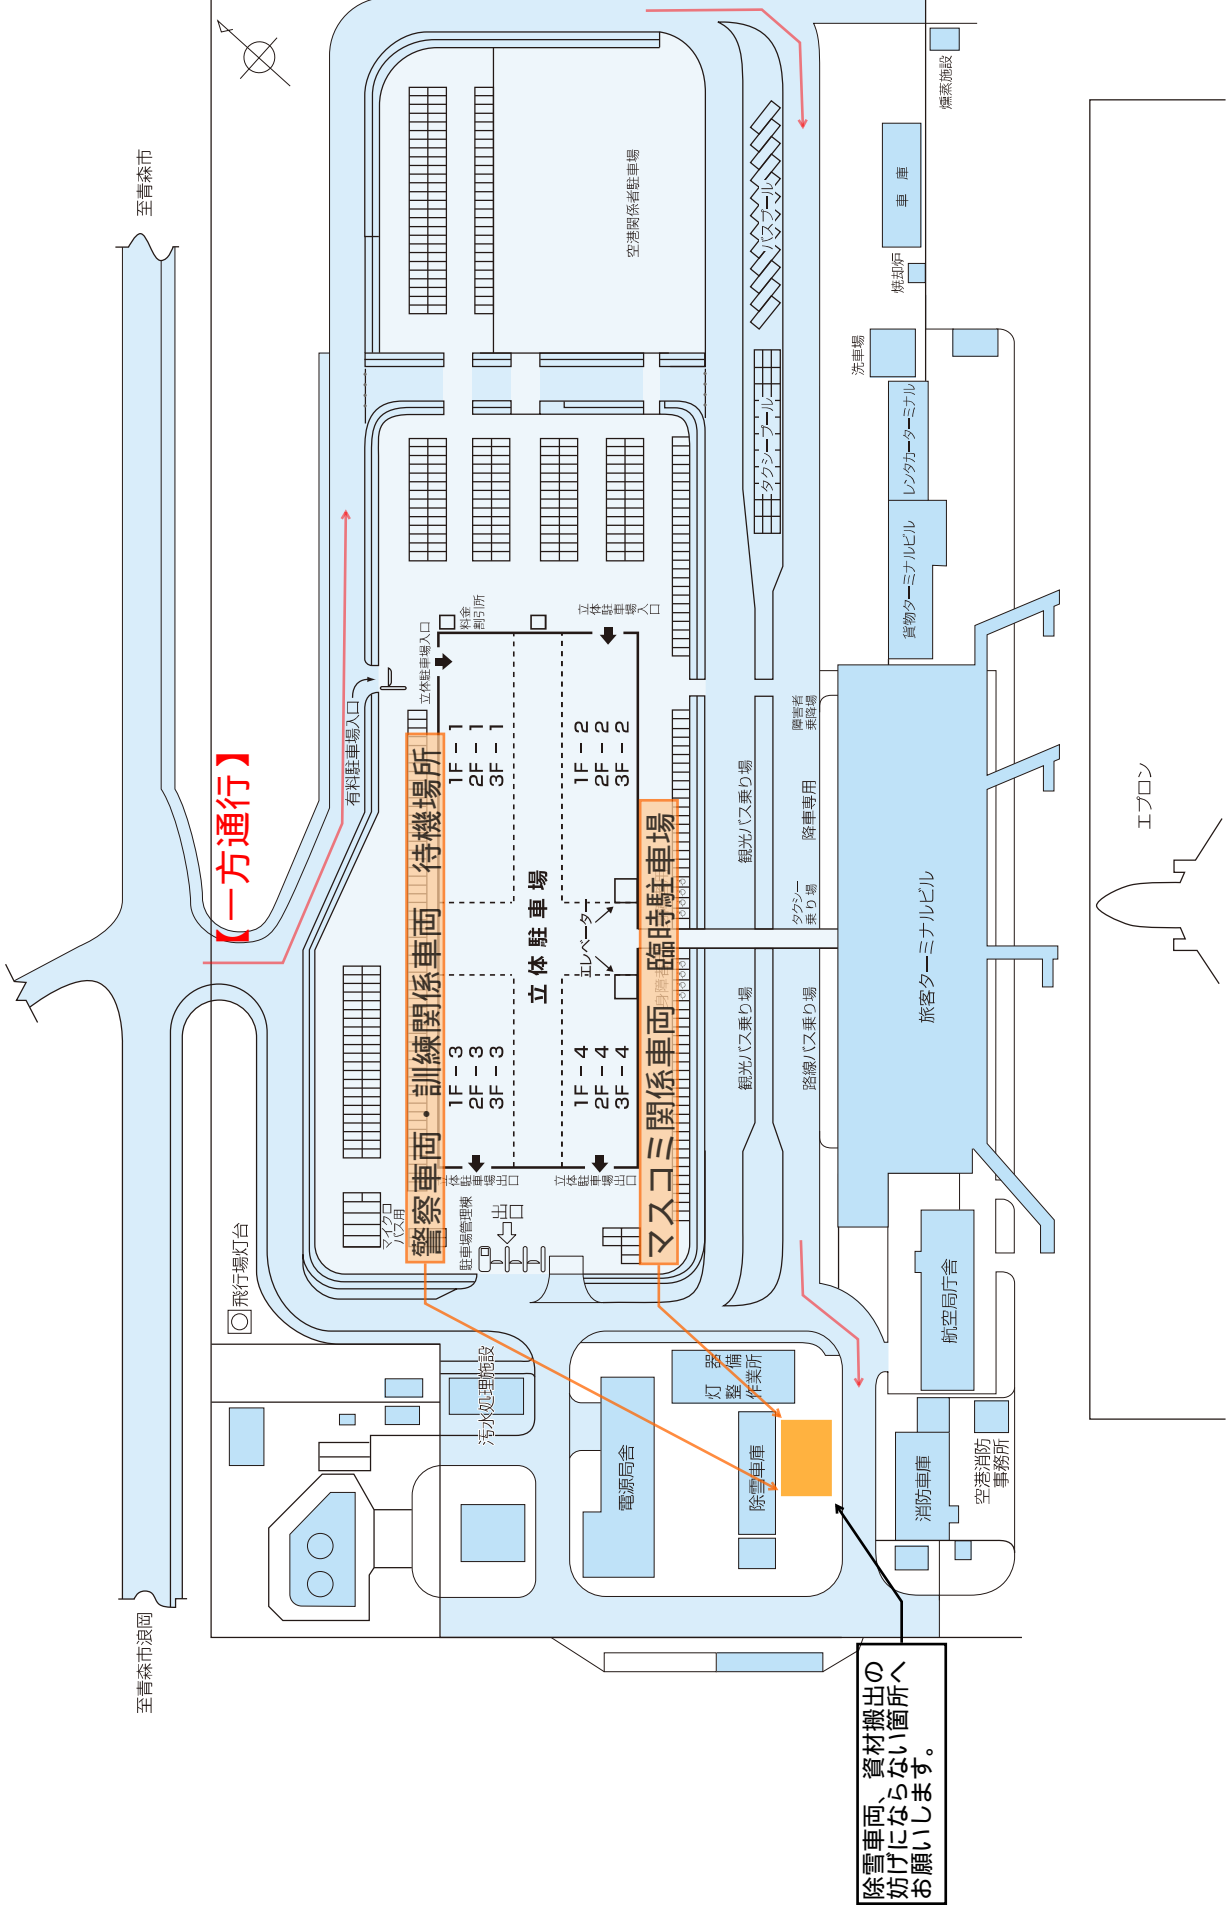 至青森市浪岡
至青森市
【一方通行】
飛行場灯台
有料駐車場入口
マイクロ
バス用
警察車両・訓練関係車両　待機場所
立体駐車場入口
料金
割引所
1F-3
2F-3
3F-3
1F-1
2F-1
3F-1
立体駐車場出口
駐車場管理棟
出口
汚水処理施設
立体駐車場
エレベーター
立体駐車場出口
1F-4
2F-4
3F-4
1F-2
2F-2
3F-2
立体駐車場入口
空港関係者駐車場
マスコミ関係車両　臨時駐車場
身障者
電源局舎
灯器備
整
作業所
除雪車庫
観光バス乗り場
観光バス乗り場
タクシープール
バスプール
路線バス乗り場
タクシー
乗り場
降車専用
障害者
乗降場
洗車場
焼却炉
車庫
燻蒸施設
除雪車両、資材搬出の
妨げにならない箇所へ
お願いします。
消防車庫
空港消防
事務所
航空局庁舎
旅客ターミナルビル
貨物ターミナルビル
レンタカーターミナル
エプロン